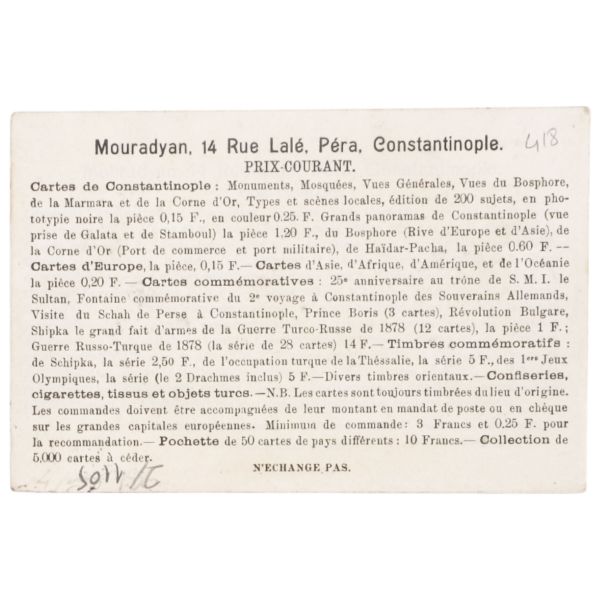 Mouradyan, 14 Rue Lalé, Péra, Constantinople.
418
PRIX-COURANT.
Cartes de Constantinople : Monuments, Mosquées, Vues Générales, Vues du Bosphore,
de la Marmara et de la Corne d'Or, Types et scènes locales, édition de 200 sujets, en pho-
totypie noire la pièce 0,15 F., en couleur 0.25. F. Grands panoramas de Constantinople (vue
prise de Galata et de Stamboul) la pièce 1,20 F., du Bosphore (Rive d'Europe et d'Asie), de
la Corne d'Or (Port de commerce et port militaire), de Haïdar-Pacha, la pièce 0.60 F. --
Cartes d'Europe, la pièce, 0,15 F.— Cartes d'Asie, d'Afrique, d'Amérique, et de l'Océanie
la pièce 0,20 F. — Cartes commémoratives : 25e anniversaire au trône de S. M. I. le
Sultan, Fontaine commémorative du 2e voyage à Constantinople des Souverains Allemands,
Visite du Schah de Perse à Constantinople, Prince Boris (3 cartes), Révolution Bulgare,
Shipka le grand fait d'armes de la Guerre Turco-Russe de 1878 (12 cartes), la pièce 1 F. ;
Guerre Russo-Turque de 1878 (la série de 28 cartes) 14 F.— Timbres commémoratifs :
de Schipka, la série 2,50 F., de l'occupation turque de la Théssalie, la série 5 F., des 1ers Jeux
Olympiques, la série (le 2 Drachmes inclus) 5 F.—Divers timbres orientaux.—Confiseries,
cigarettes, tissus et objets turcs.—N.B. Les cartes sont toujours timbrées du lieu d'origine.
Les commandes doivent être accompagnées de leur montant en mandat de poste ou en chèque
sur les grandes capitales européennes. Minimum de commande: 3 Francs et 0.25 F. pour
la recommandation.— Pochette de 50 cartes de pays différents : 10 Francs.— Collection de
5,000 cartes à céder.
N'ECHANGE PAS.